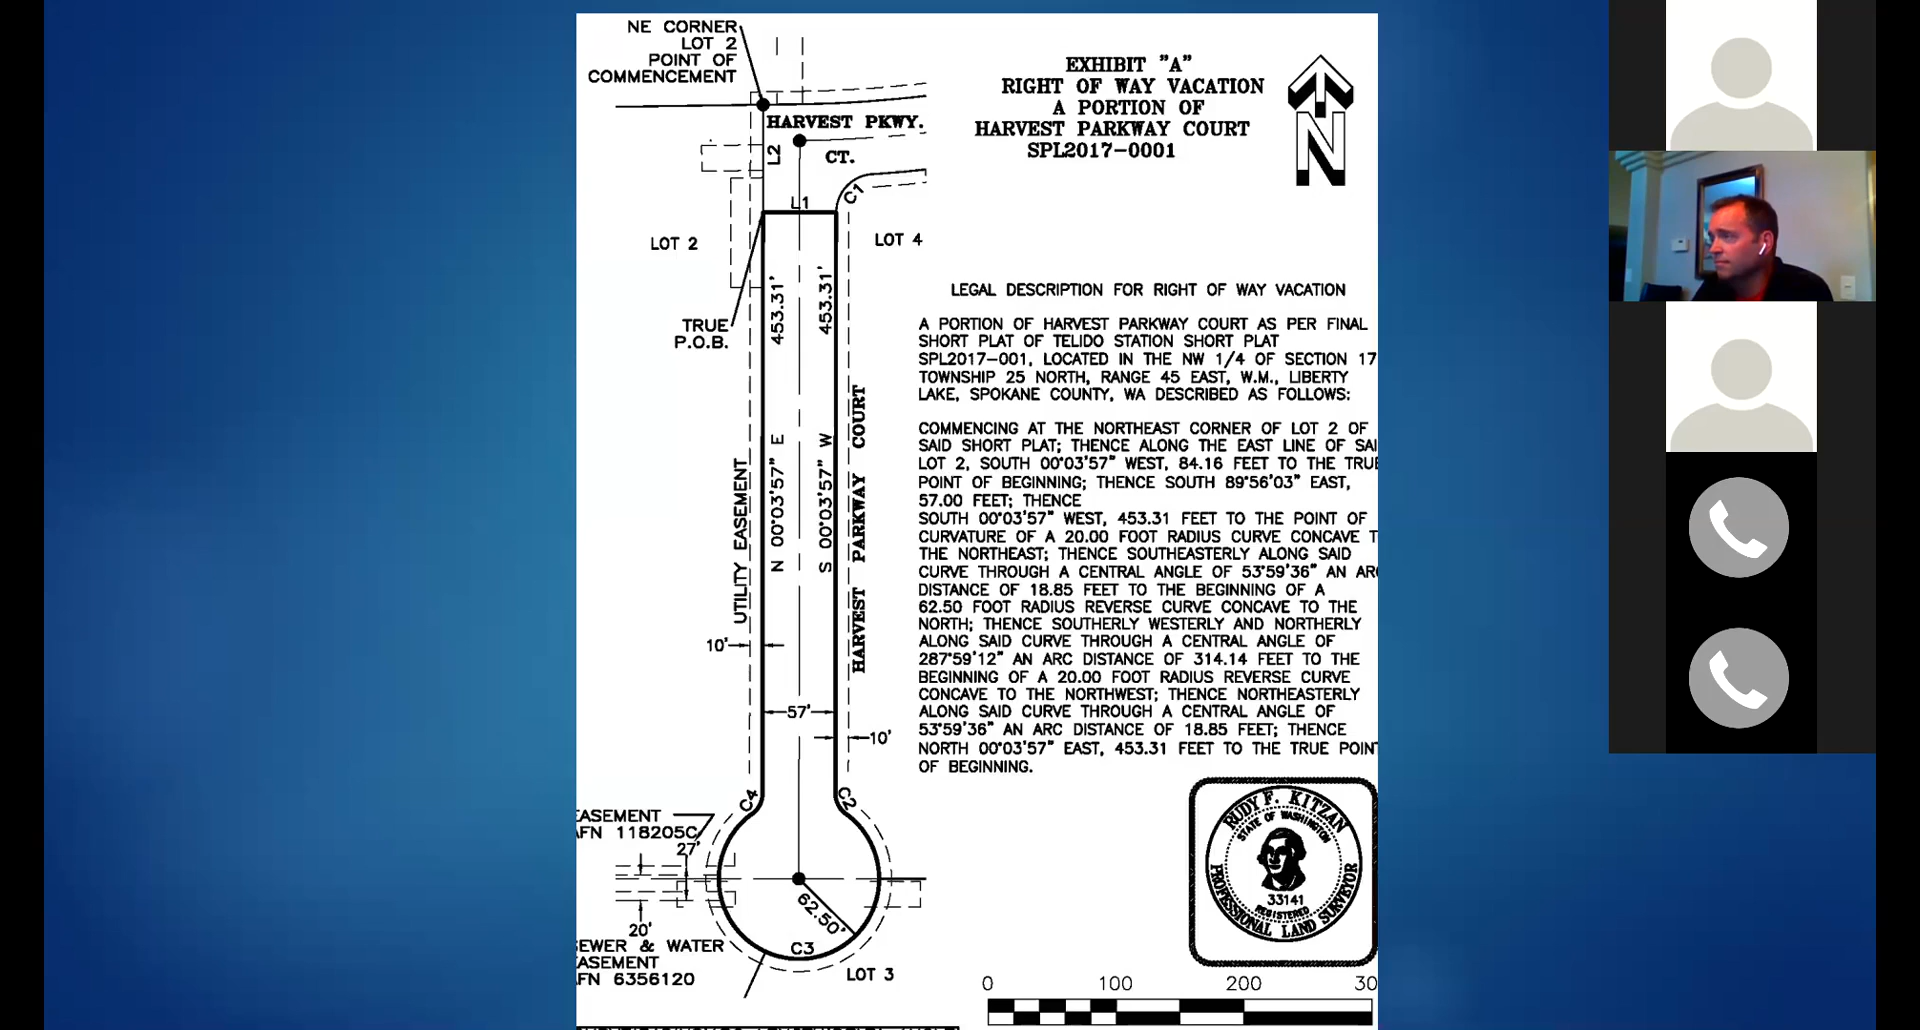 NE CORNER
LOT 2
POINT OF
COMMENCEMENT
EXHIBIT "A"
RIGHT OF WAY VACATION
A PORTION OF
HARVEST PARKWAY COURT
SPL2017-0001
N
HARVEST PKWY.
CT.
L2
C1
L1
LOT 2
LOT 4
TRUE
P.O.B.
453.31'
453.31'
N 00°03'57" E
S 00°03'57" W
UTILITY EASEMENT
HARVEST PARKWAY COURT
10'
57'
10'
C4
C2
EASEMENT
AFN 118205C
27'
62.50'
20'
C3
SEWER & WATER
EASEMENT
AFN 6356120
LOT 3
LEGAL DESCRIPTION FOR RIGHT OF WAY VACATION
A PORTION OF HARVEST PARKWAY COURT AS PER FINAL
SHORT PLAT OF TELIDO STATION SHORT PLAT
SPL2017-001, LOCATED IN THE NW 1/4 OF SECTION 17
TOWNSHIP 25 NORTH, RANGE 45 EAST, W.M., LIBERTY
LAKE, SPOKANE COUNTY, WA DESCRIBED AS FOLLOWS:
COMMENCING AT THE NORTHEAST CORNER OF LOT 2 OF
SAID SHORT PLAT; THENCE ALONG THE EAST LINE OF SAI
LOT 2, SOUTH 00°03'57" WEST, 84.16 FEET TO THE TRUE
POINT OF BEGINNING; THENCE SOUTH 89°56'03" EAST,
57.00 FEET; THENCE
SOUTH 00°03'57" WEST, 453.31 FEET TO THE POINT OF
CURVATURE OF A 20.00 FOOT RADIUS CURVE CONCAVE T
THE NORTHEAST; THENCE SOUTHEASTERLY ALONG SAID
CURVE THROUGH A CENTRAL ANGLE OF 53°59'36" AN ARC
DISTANCE OF 18.85 FEET TO THE BEGINNING OF A
62.50 FOOT RADIUS REVERSE CURVE CONCAVE TO THE
NORTH; THENCE SOUTHERLY WESTERLY AND NORTHERLY
ALONG SAID CURVE THROUGH A CENTRAL ANGLE OF
287°59'12" AN ARC DISTANCE OF 314.14 FEET TO THE
BEGINNING OF A 20.00 FOOT RADIUS REVERSE CURVE
CONCAVE TO THE NORTHWEST; THENCE NORTHEASTERLY
ALONG SAID CURVE THROUGH A CENTRAL ANGLE OF
53°59'36" AN ARC DISTANCE OF 18.85 FEET; THENCE
NORTH 00°03'57" EAST, 453.31 FEET TO THE TRUE POINT
OF BEGINNING.
RUDY F. KITZAN
STATE OF WASHINGTON
33141
REGISTERED
PROFESSIONAL LAND SURVEYOR
0 100 200 30